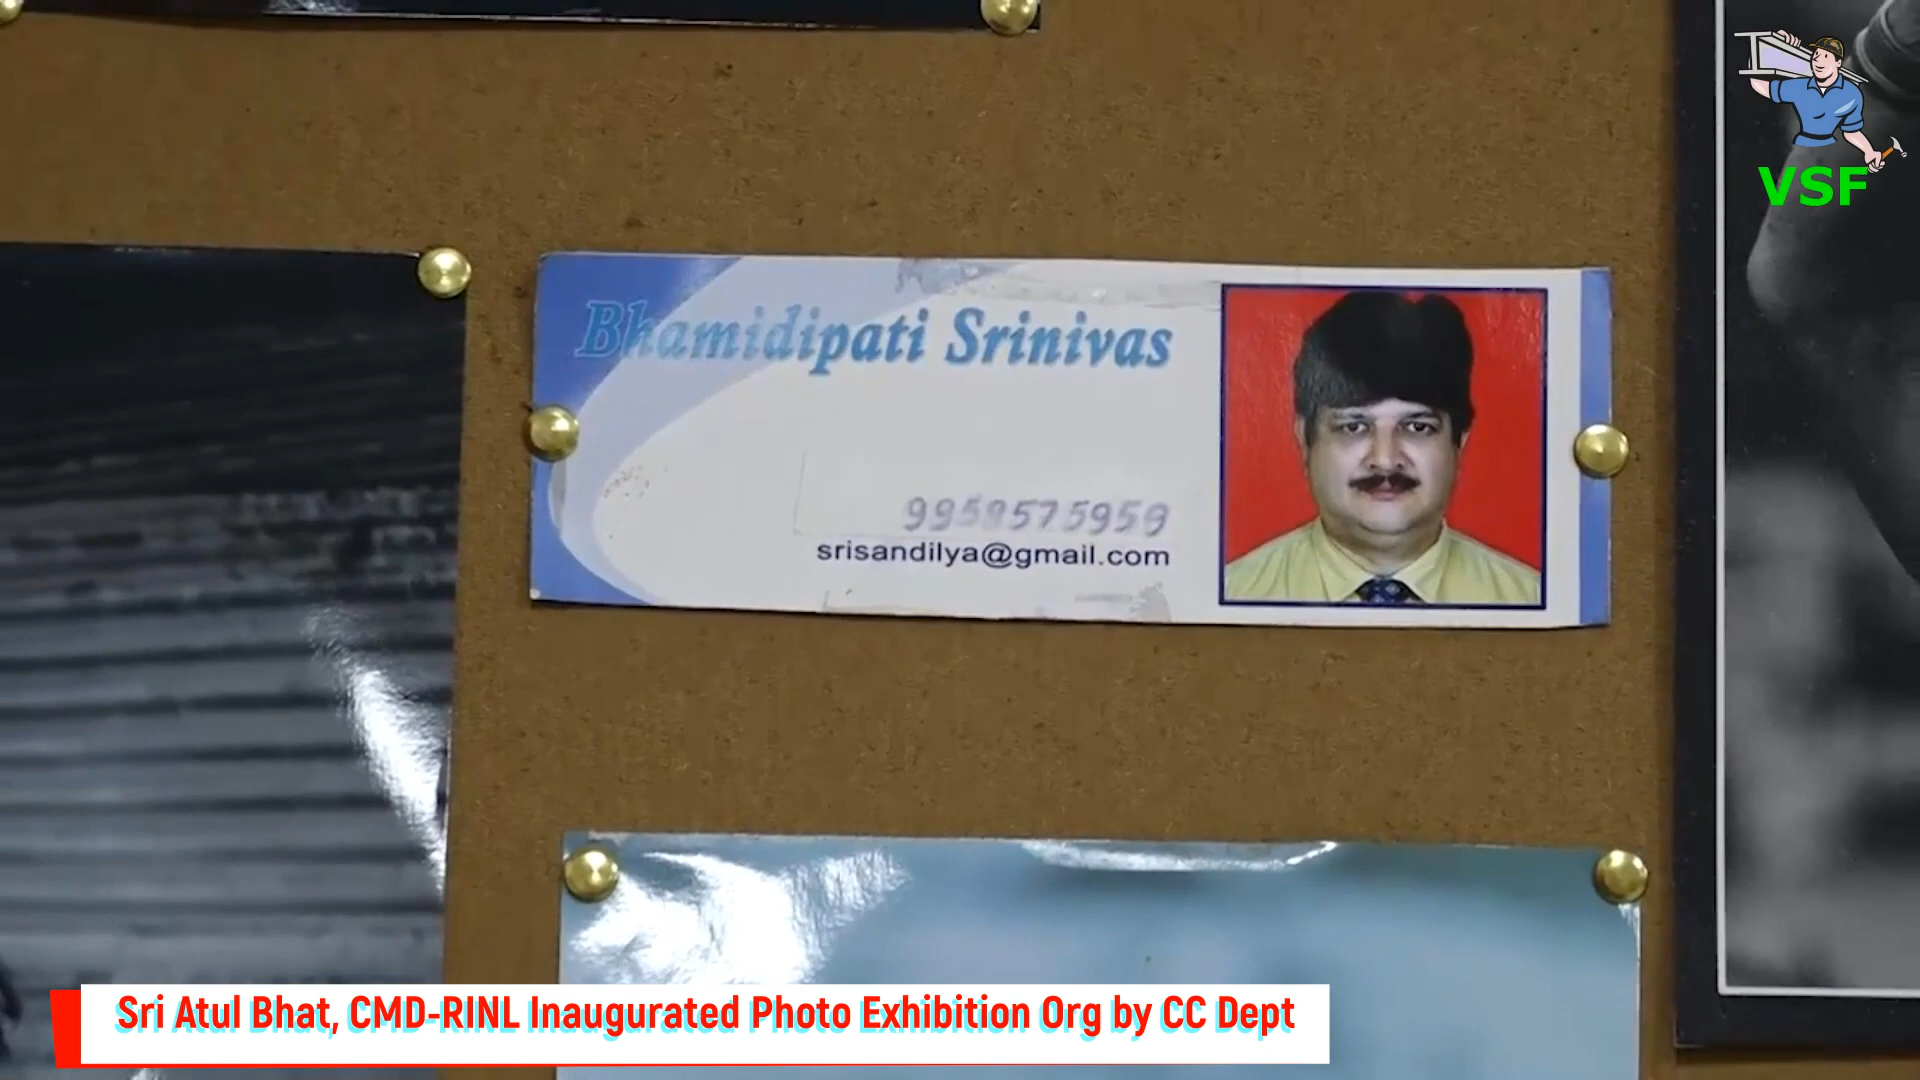 VSF
Bhamidipati Srinivas
9959575959
srisandilya@gmail.com
Sri Atul Bhat, CMD-RINL Inaugurated Photo Exhibition Org by CC Dept